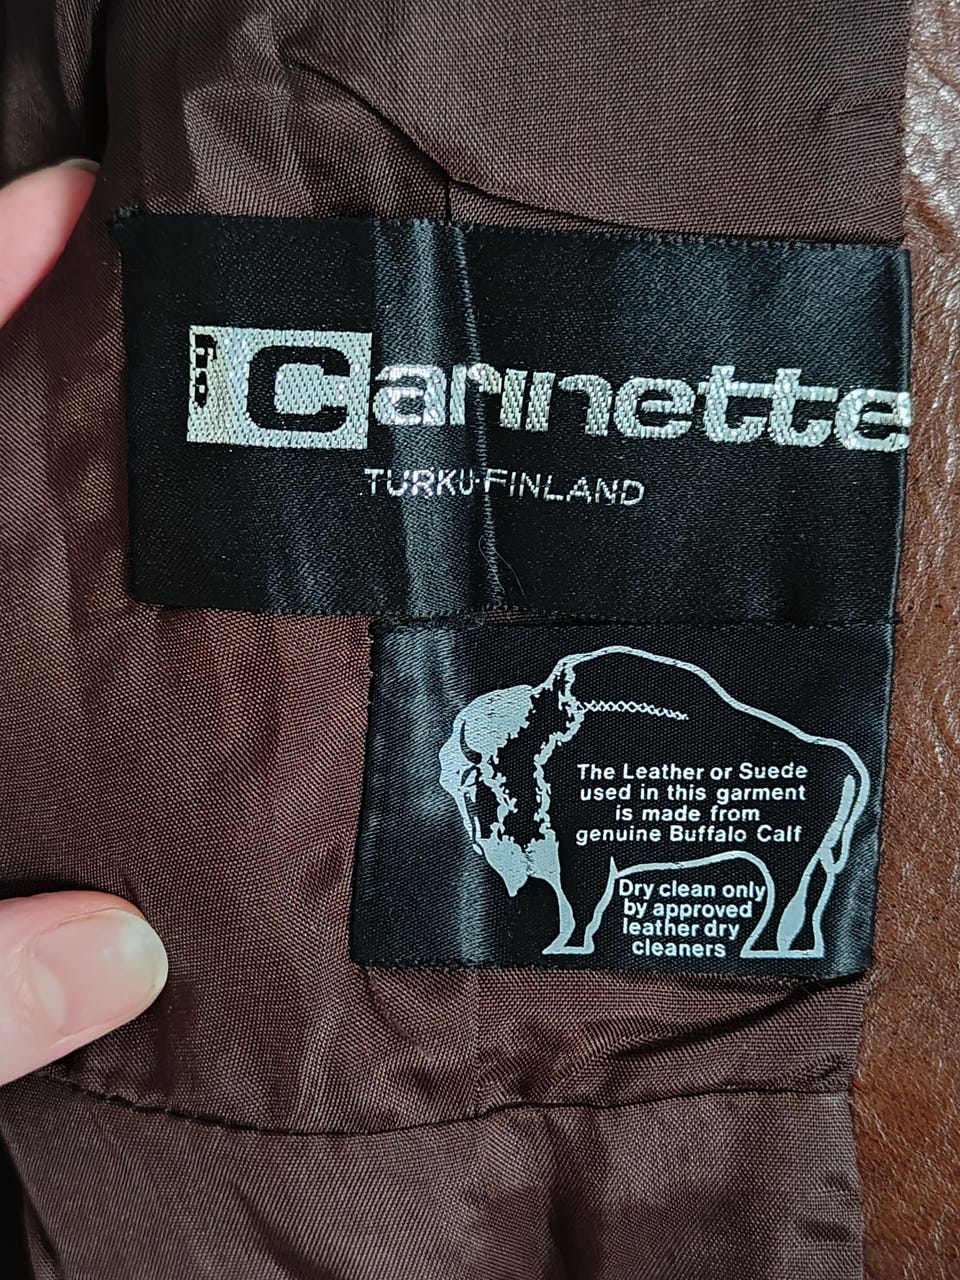 by Carinette
TURKU-FINLAND
The Leather or Suede
used in this garment
is made from
genuine Buffalo Calf
Dry clean only
by approved
leather dry
cleaners